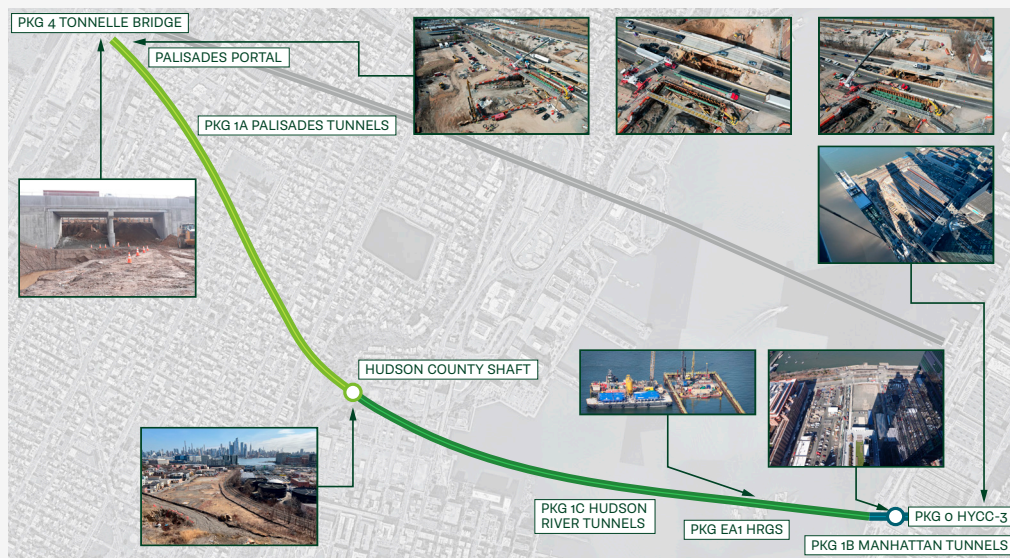 PKG 4 TONNELLE BRIDGE
PALISADES PORTAL
PKG 1A PALISADES TUNNELS
HUDSON COUNTY SHAFT
PKG 1C HUDSON
RIVER TUNNELS
PKG EA1 HRGS
PKG 0 HYCC-3
PKG 1B MANHATTAN TUNNELS